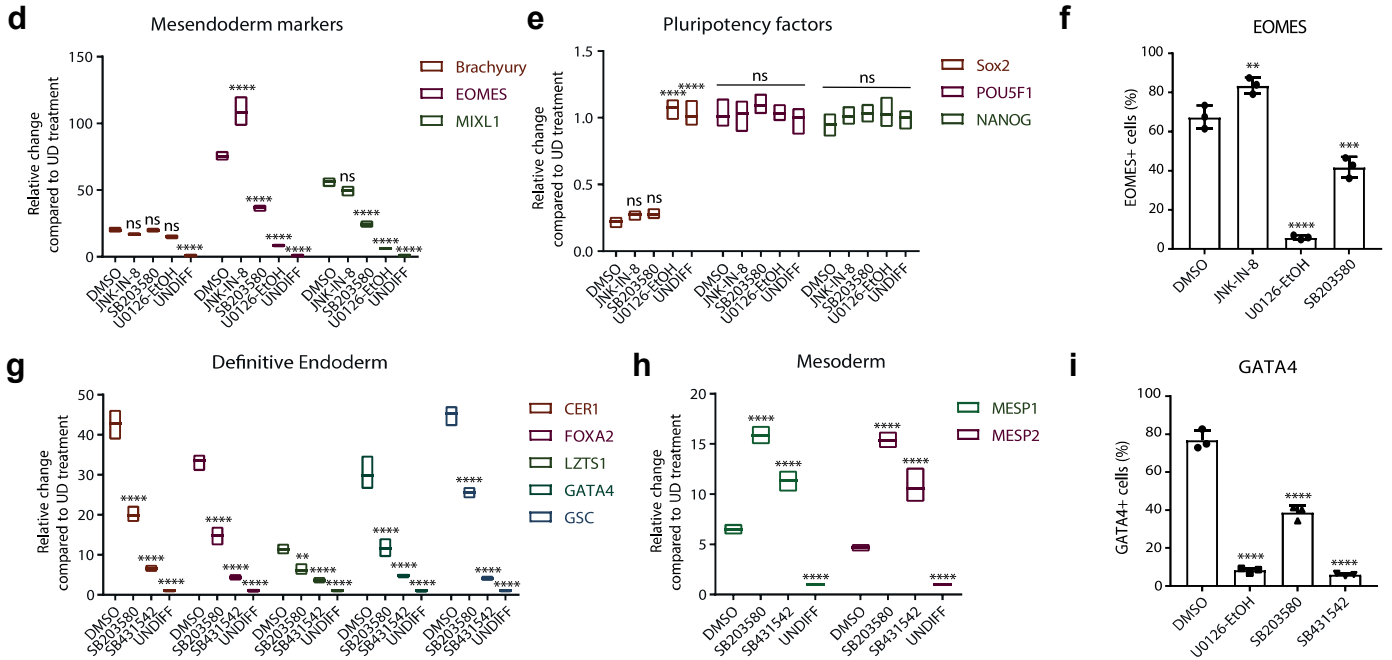 d
Mesendoderm markers
Relative change
compared to UD treatment
150
100
50
0
ns ns ns ****
**** **** **** ****
ns **** **** ****
DMSO
JNK-IN-8
SB203580
U0126-EtOH
UNDIFF
DMSO
JNK-IN-8
SB203580
U0126-EtOH
UNDIFF
DMSO
JNK-IN-8
SB203580
U0126-EtOH
UNDIFF
Brachyury
EOMES
MIXL1
e
Pluripotency factors
Relative change
compared to UD treatment
1.5
1.0
0.5
0.0
ns ns **** ****
ns
ns
DMSO
JNK-IN-8
SB203580
U0126-EtOH
UNDIFF
DMSO
JNK-IN-8
SB203580
U0126-EtOH
UNDIFF
DMSO
JNK-IN-8
SB203580
U0126-EtOH
UNDIFF
Sox2
POU5F1
NANOG
f
EOMES
EOMES+ cells (%)
100
80
60
40
20
0
** **** ***
DMSO
JNK-IN-8
U0126-EtOH
SB203580
g
Definitive Endoderm
Relative change
compared to UD treatment
50
40
30
20
10
0
**** **** ****
**** **** ****
** **** ****
**** **** ****
**** **** ****
DMSO
SB203580
SB431542
UNDIFF
DMSO
SB203580
SB431542
UNDIFF
DMSO
SB203580
SB431542
UNDIFF
DMSO
SB203580
SB431542
UNDIFF
DMSO
SB203580
SB431542
UNDIFF
CER1
FOXA2
LZTS1
GATA4
GSC
h
Mesoderm
Relative change
compared to UD treatment
20
15
10
5
0
**** **** ****
**** **** ****
DMSO
SB203580
SB431542
UNDIFF
DMSO
SB203580
SB431542
UNDIFF
MESP1
MESP2
i
GATA4
GATA4+ cells (%)
100
80
60
40
20
0
**** **** ****
DMSO
U0126-EtOH
SB203580
SB431542